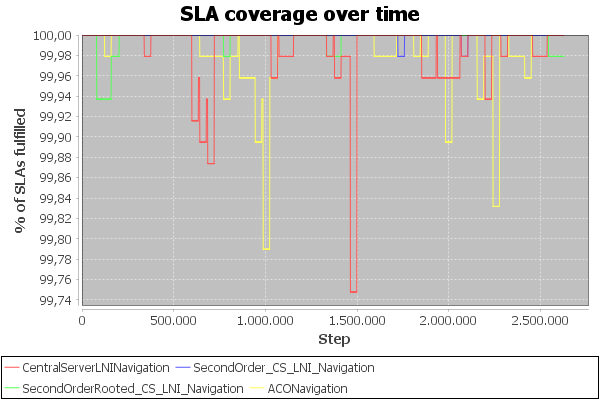 SLA coverage over time
% of SLAs fulfilled
100,00
99,98
99,96
99,94
99,92
99,90
99,88
99,86
99,84
99,82
99,80
99,78
99,76
99,74
0 500.000 1.000.000 1.500.000 2.000.000 2.500.000
Step
CentralServerLNINavigation SecondOrder_CS_LNI_Navigation
SecondOrderRooted_CS_LNI_Navigation ACONavigation